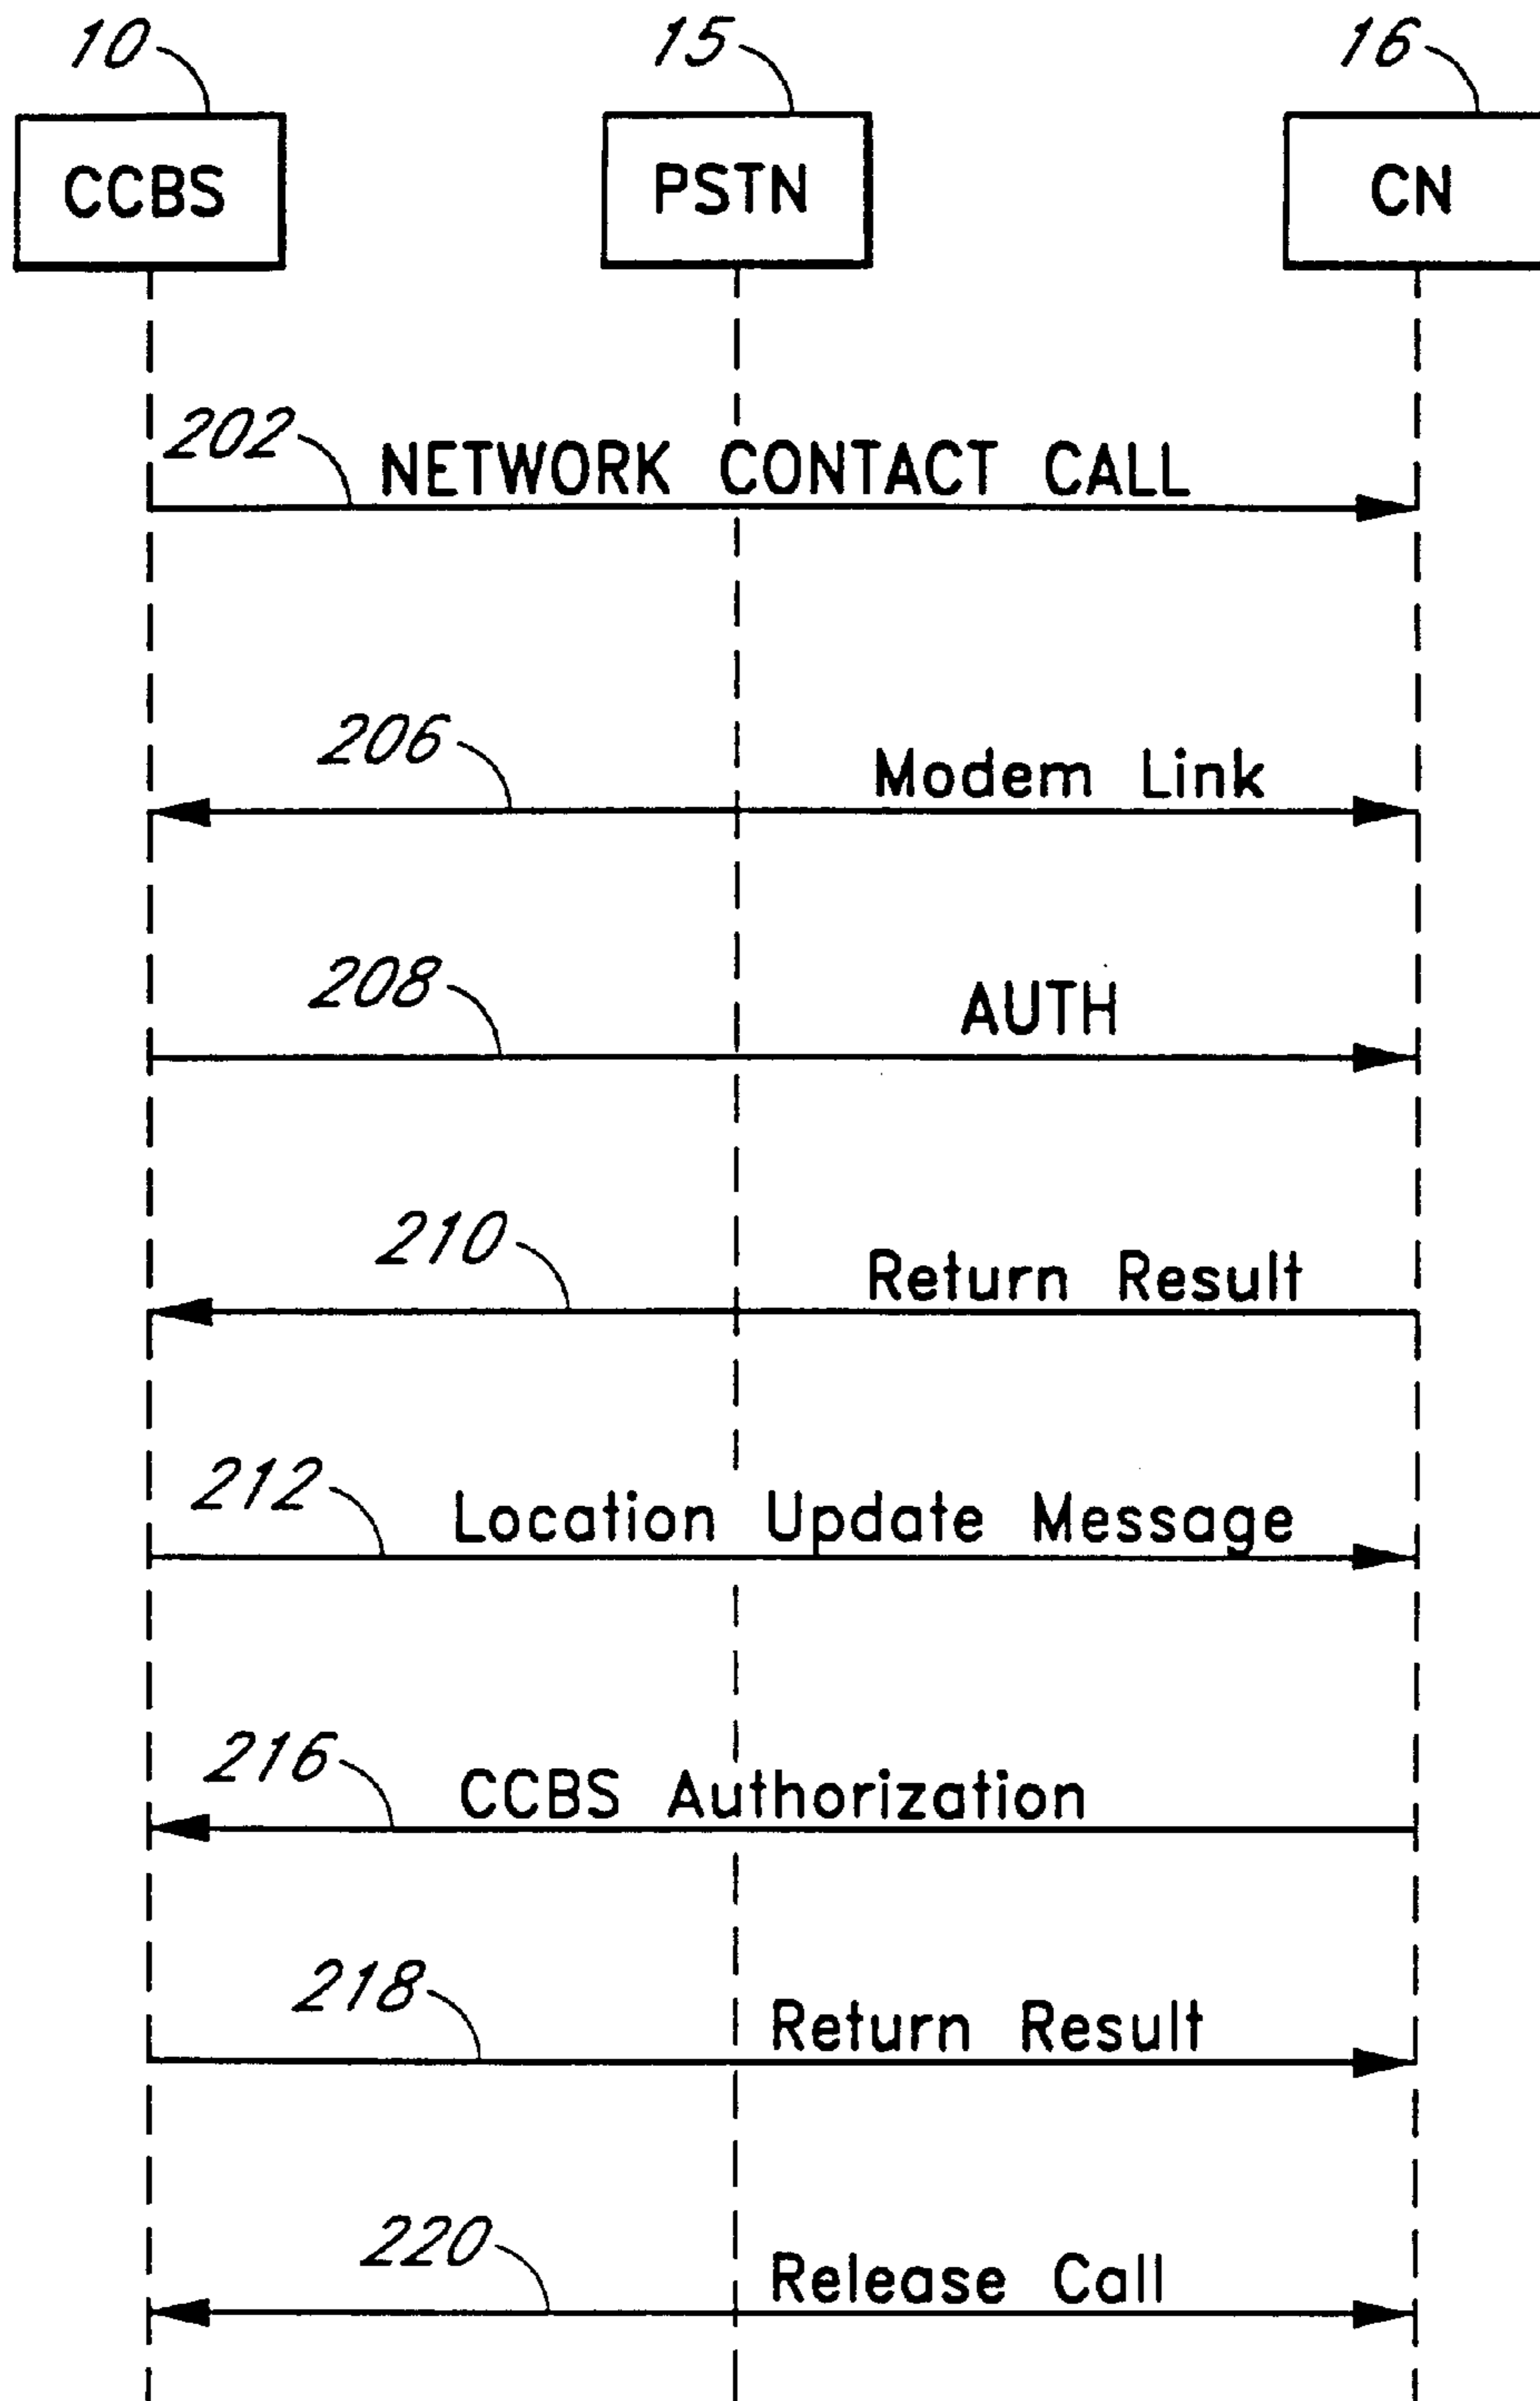 10 15 16
CCBS PSTN CN
202 NETWORK CONTACT CALL
206 Modem Link
208 AUTH
210 Return Result
212 Location Update Message
216 CCBS Authorization
218 Return Result
220 Release Call